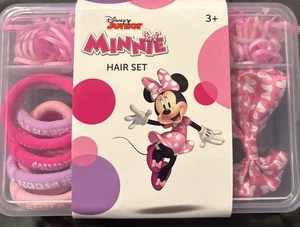 Disney
JUNIOR
3+
MINNIE
HAIR SET